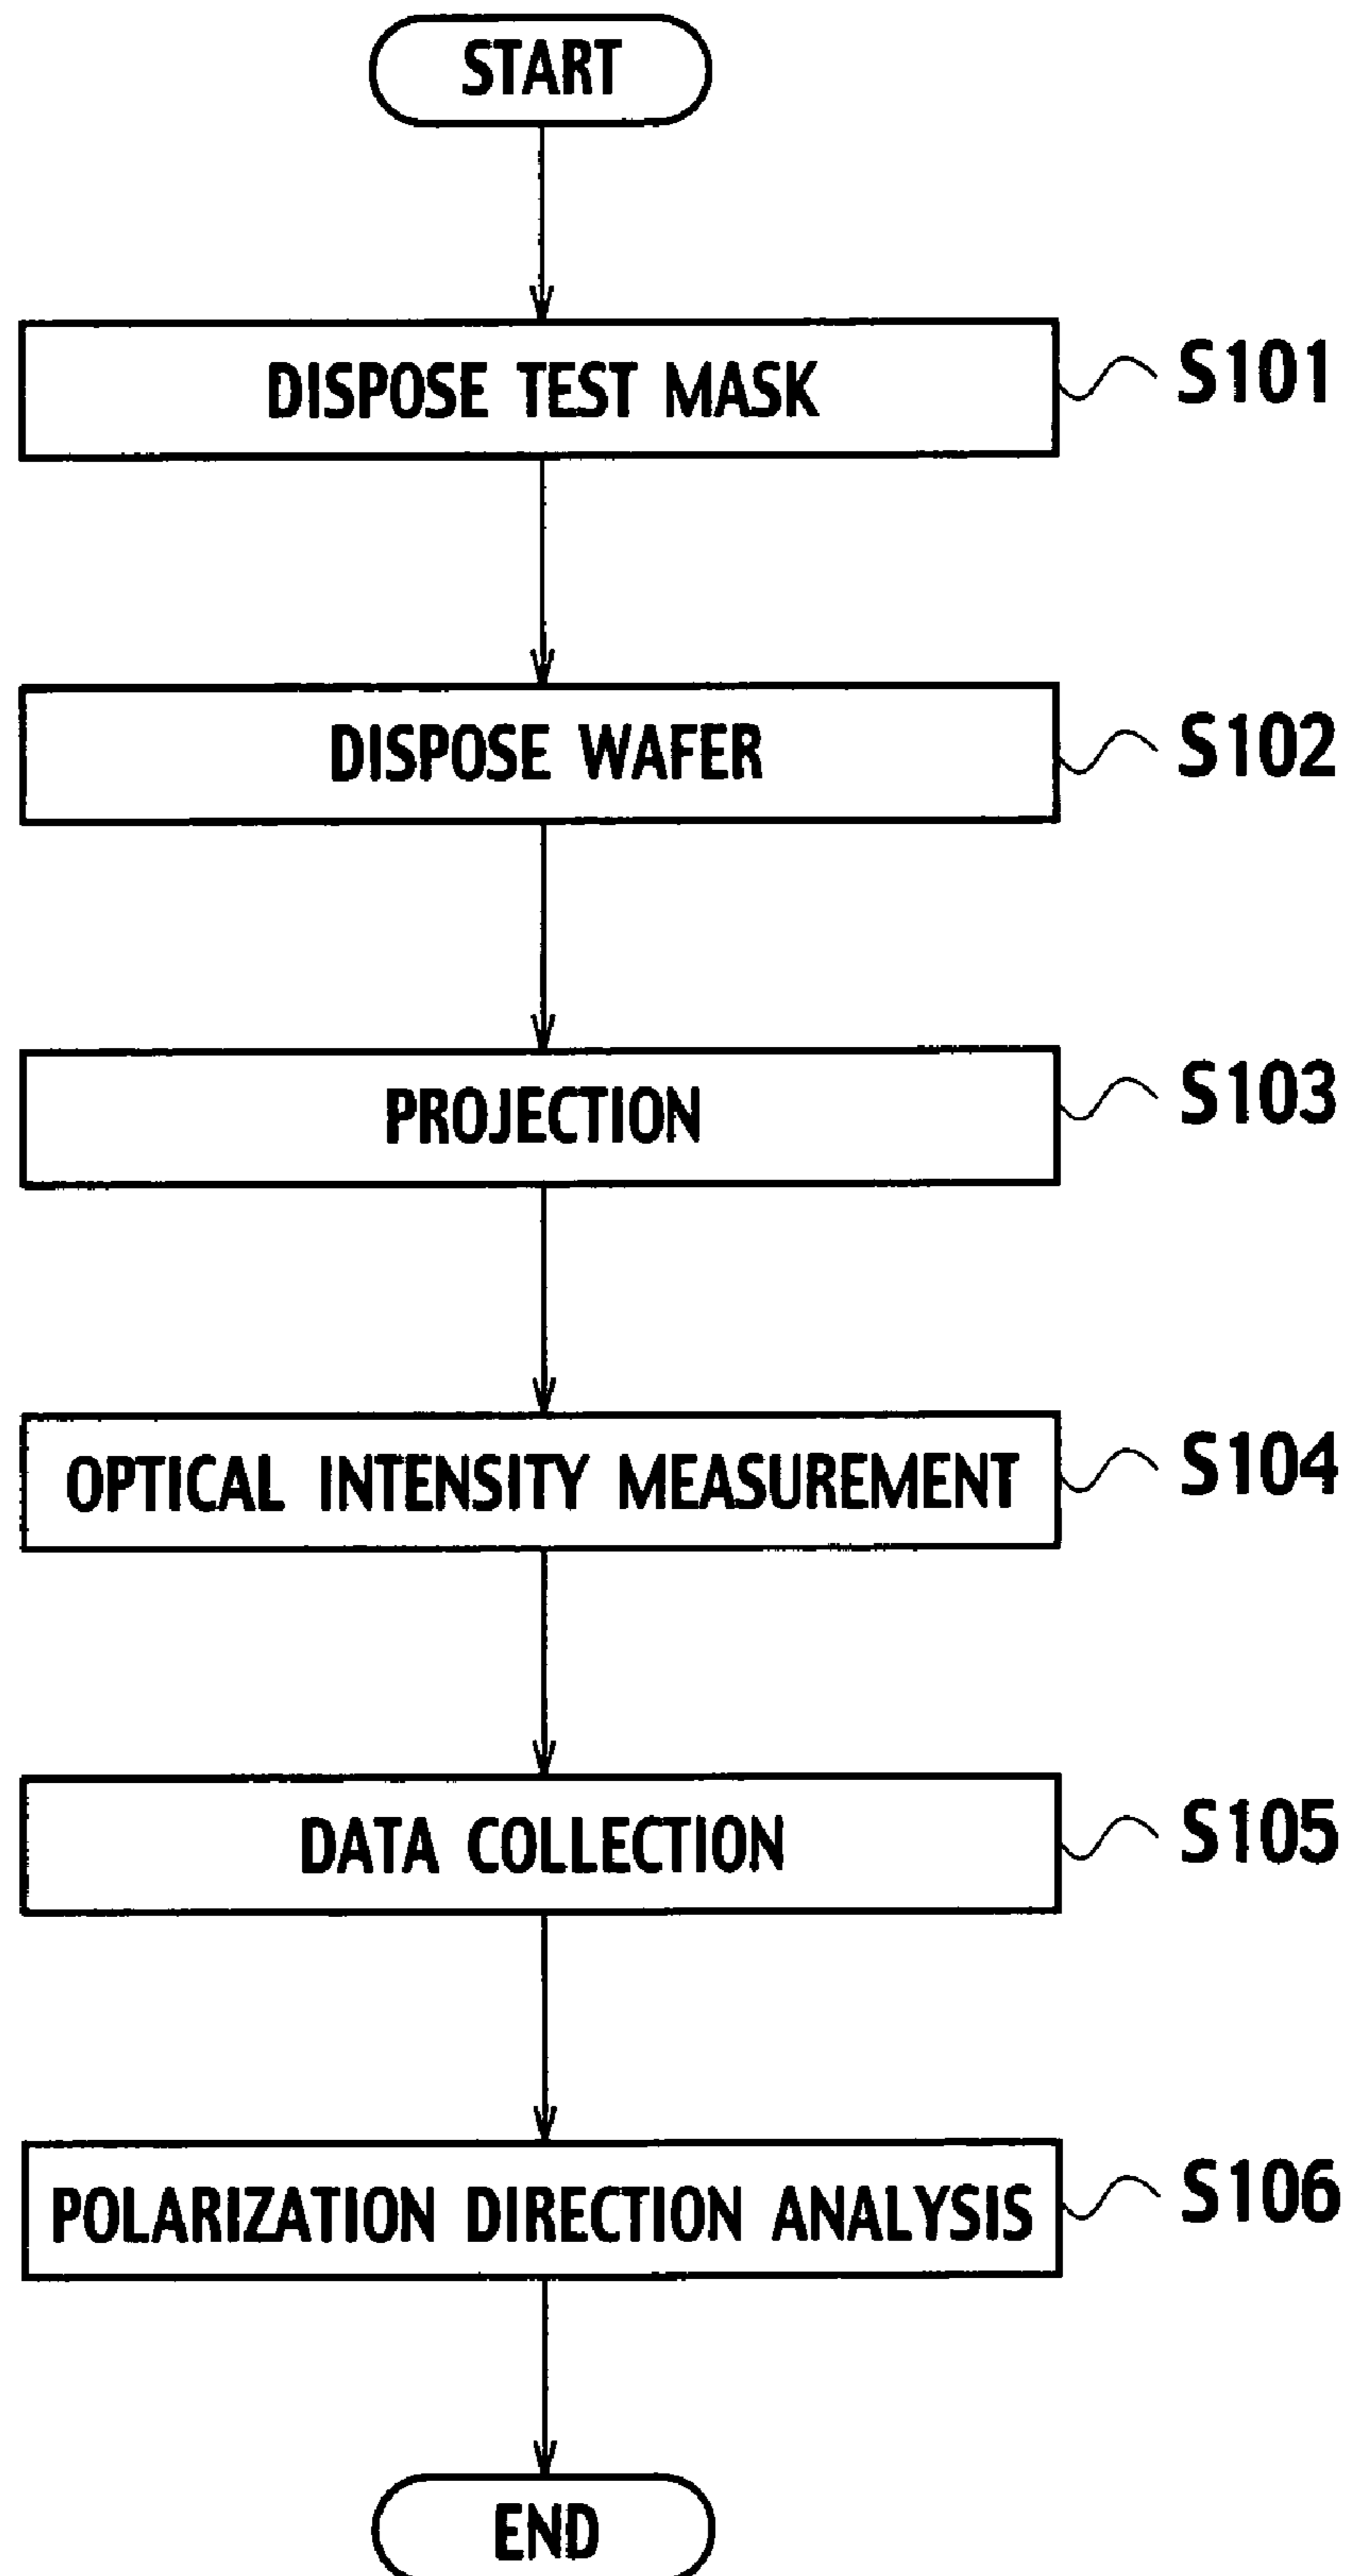 START
DISPOSE TEST MASK
S101
DISPOSE WAFER
S102
PROJECTION
S103
OPTICAL INTENSITY MEASUREMENT
S104
DATA COLLECTION
S105
POLARIZATION DIRECTION ANALYSIS
S106
END